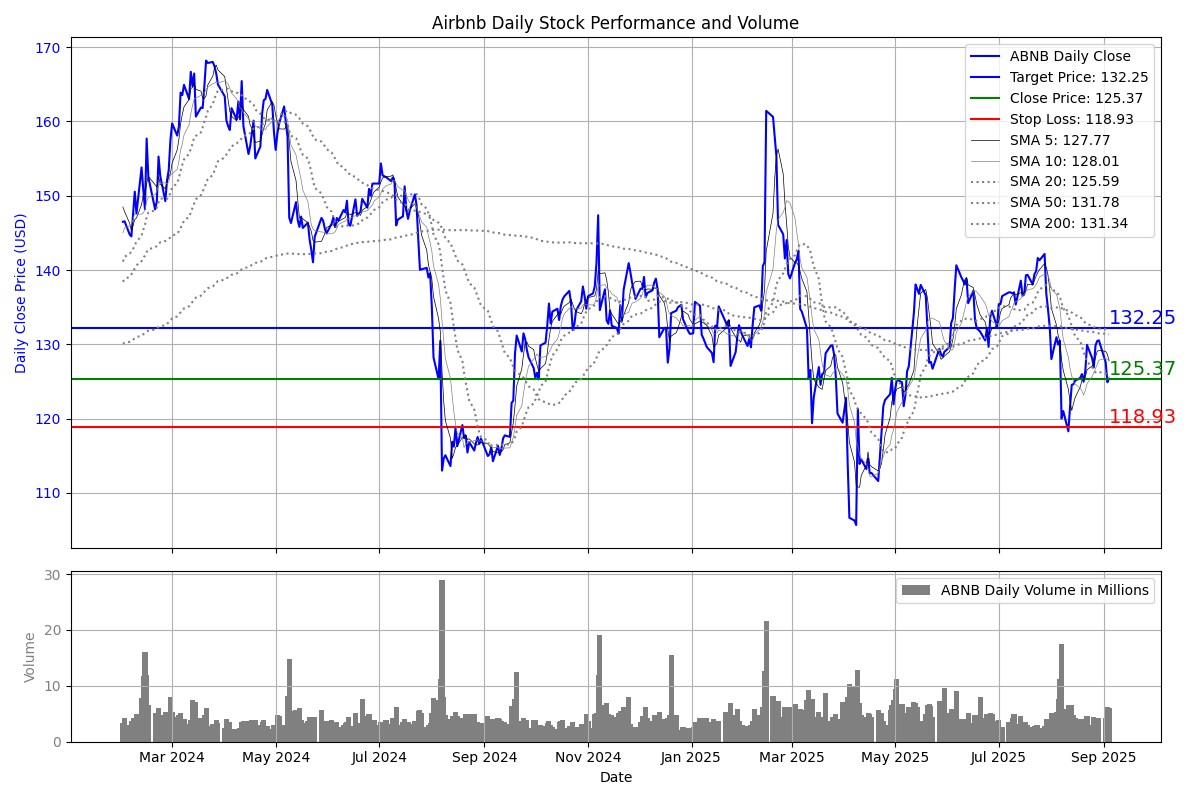 Airbnb Daily Stock Performance and Volume
Daily Close Price (USD)
170
160
150
140
130
120
110
ABNB Daily Close
Target Price: 132.25
Close Price: 125.37
Stop Loss: 118.93
SMA 5: 127.77
SMA 10: 128.01
SMA 20: 125.59
SMA 50: 131.78
SMA 200: 131.34
132.25
125.37
118.93
Volume
30
20
10
0
ABNB Daily Volume in Millions
Mar 2024 May 2024 Jul 2024 Sep 2024 Nov 2024 Jan 2025 Mar 2025 May 2025 Jul 2025 Sep 2025
Date